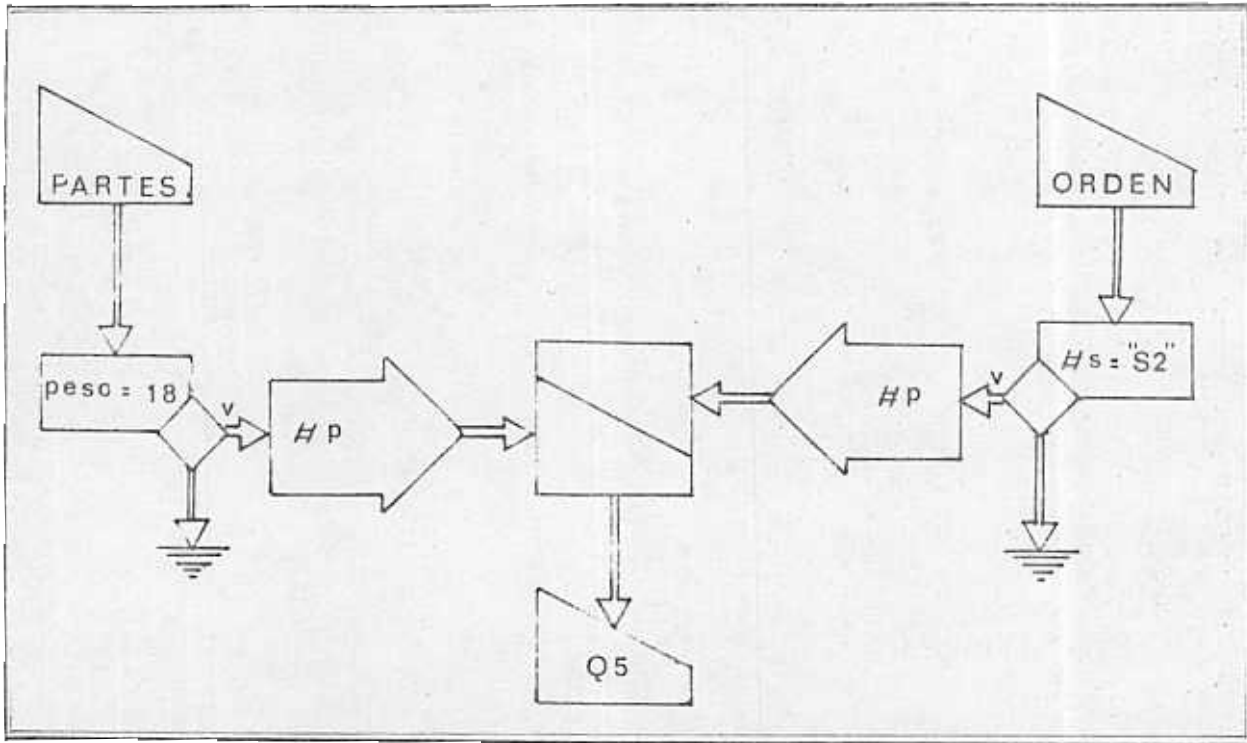 PARTES
ORDEN
peso = 18
v
#p
#p
v
#s = "S2"
Q5